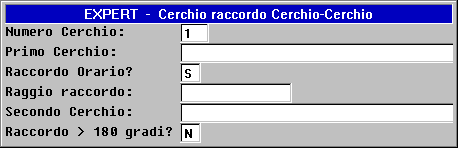 EXPERT - Cerchio raccordo Cerchio-Cerchio
Numero Cerchio: 1
Primo Cerchio:
Raccordo Orario? S
Raggio raccordo:
Secondo Cerchio:
Raccordo > 180 gradi? N